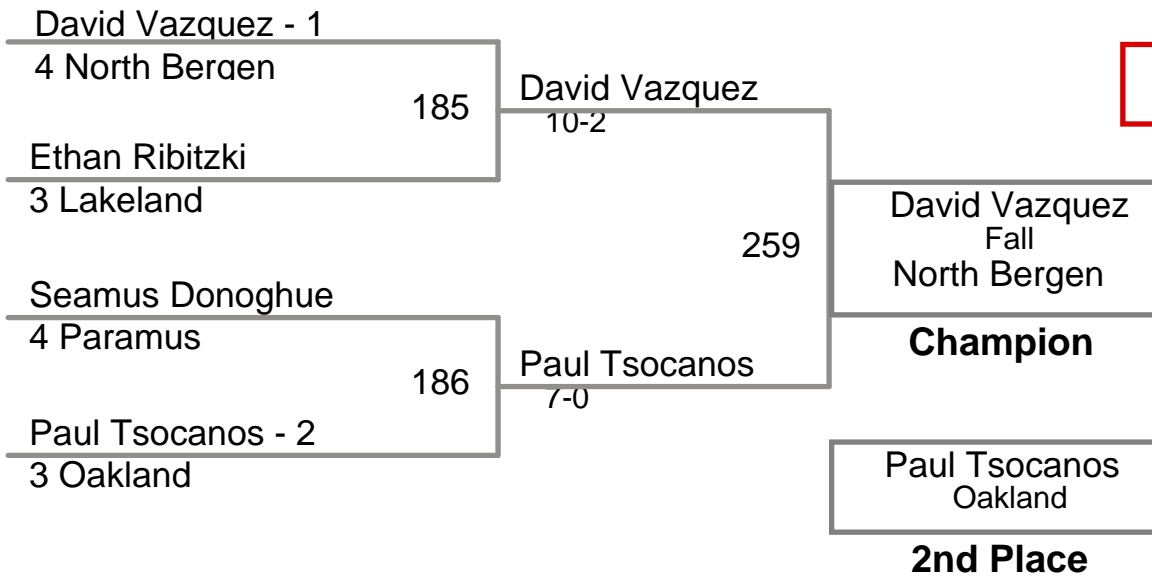 David Vazquez - 1
4 North Bergen
185
David Vazquez
10-2
Ethan Ribitzki
3 Lakeland
259
David Vazquez
Fall
North Bergen
Champion
Seamus Donoghue
4 Paramus
186
Paul Tsocanos
7-0
Paul Tsocanos - 2
3 Oakland
Paul Tsocanos
Oakland
2nd Place